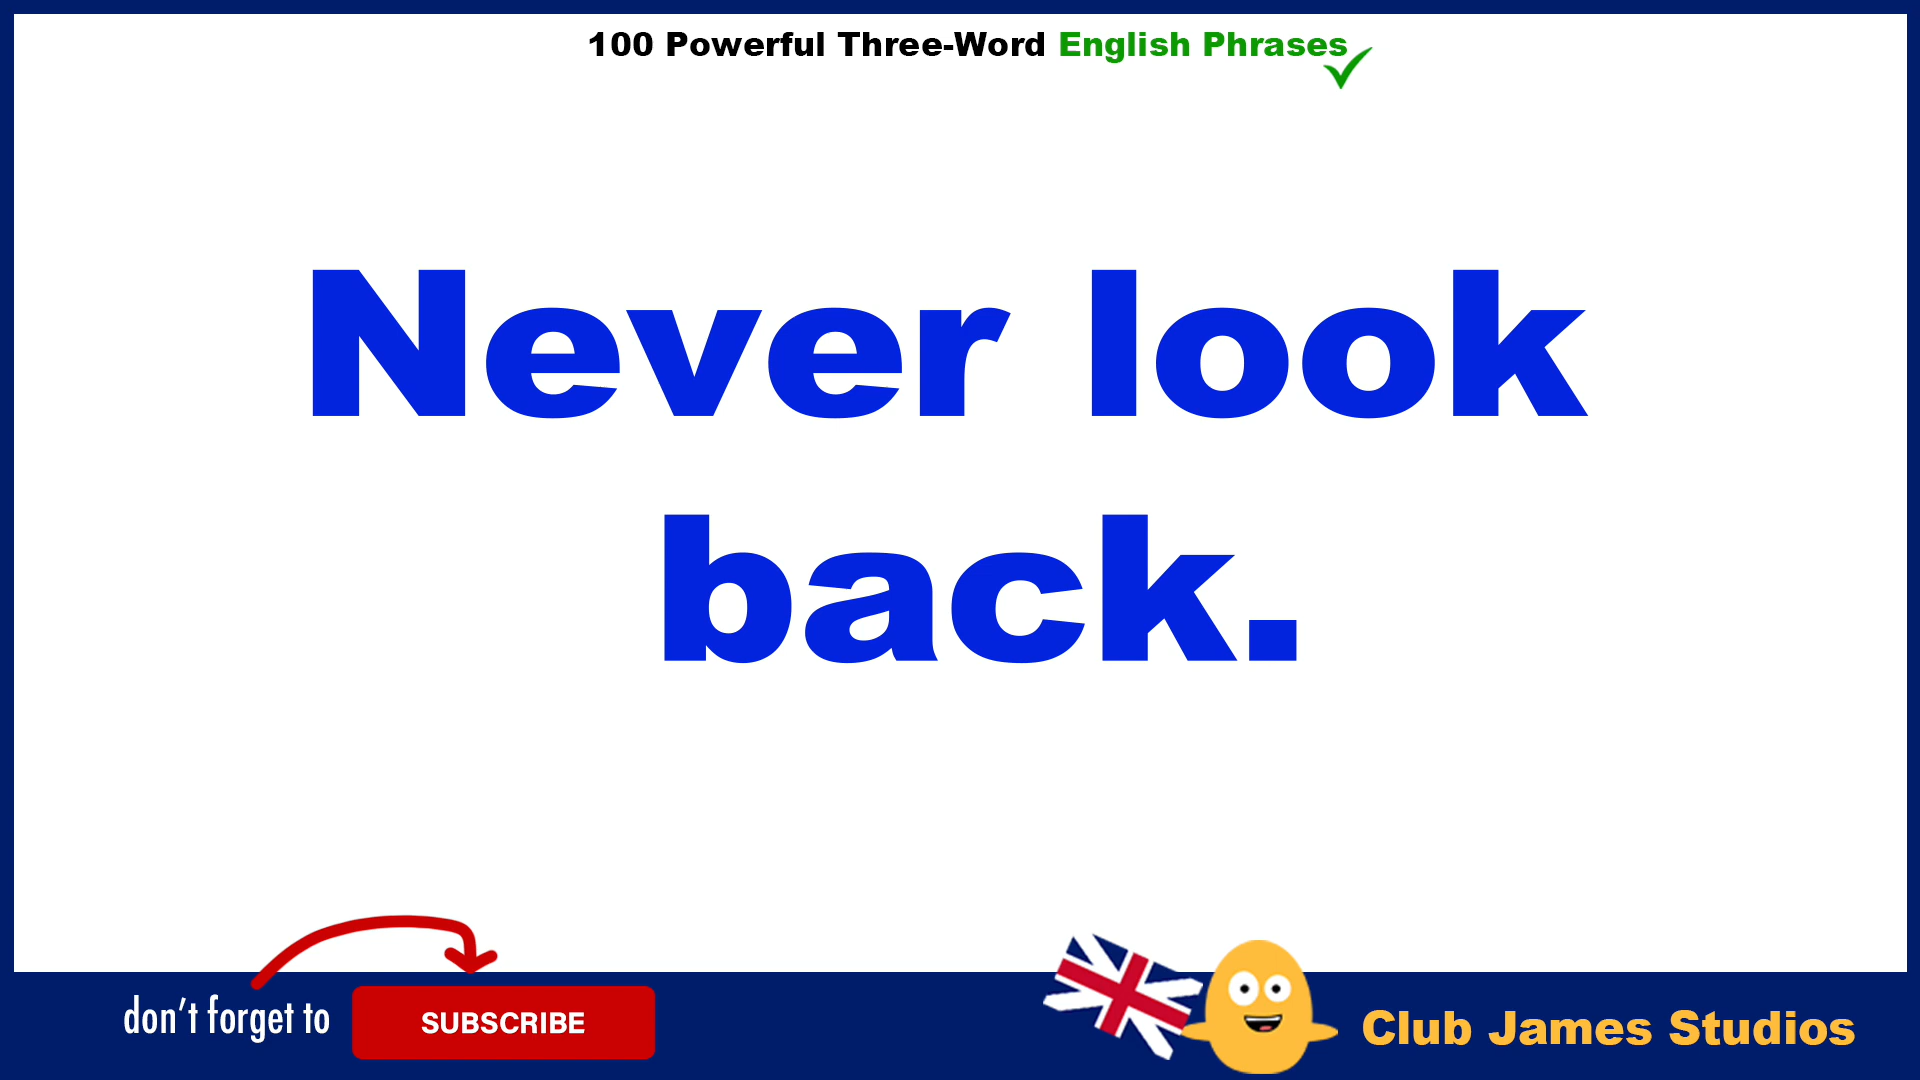 100 Powerful Three-Word English Phrases
Never look
back.
don't forget to
SUBSCRIBE
Club James Studios